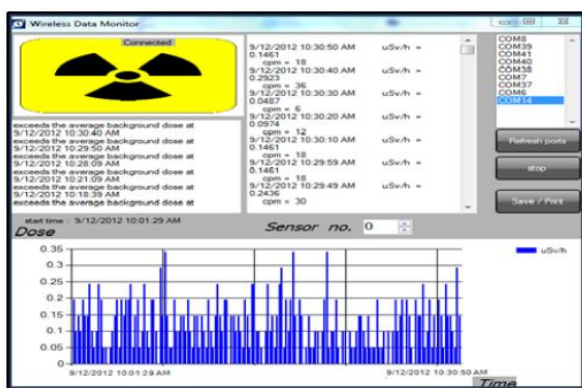 Wireless Data Monitor
Connected
exceeds the average background dose at
9/12/2012 10:30:40 AM
exceeds the average background dose at
9/12/2012 10:29:50 AM
exceeds the average background dose at
9/12/2012 10:28:09 AM
exceeds the average background dose at
9/12/2012 10:21:09 AM
exceeds the average background dose at
9/12/2012 10:18:39 AM
exceeds the average background dose at
9/12/2012 10:30:50 AM uSv/h =
0.1461
cpm = 18
9/12/2012 10:30:40 AM uSv/h =
0.2923
cpm = 36
9/12/2012 10:30:30 AM uSv/h =
0.0487
cpm = 6
9/12/2012 10:30:20 AM uSv/h =
0.0974
cpm = 12
9/12/2012 10:30:10 AM uSv/h =
0.1461
cpm = 18
9/12/2012 10:29:59 AM uSv/h =
0.1461
cpm = 18
9/12/2012 10:29:49 AM uSv/h =
0.2436
cpm = 30
COM8
COM39
COM41
COM40
COM38
COM7
COM37
COM6
COM14
Refresh ports
stop
Save / Print
start time : 9/12/2012 10:01:29 AM
Sensor no. 0
Dose
uSv/h
0.35
0.3
0.25
0.2
0.15
0.1
0.05
0
9/12/2012 10:01:29 AM 9/12/2012 10:30:50 AM
Time